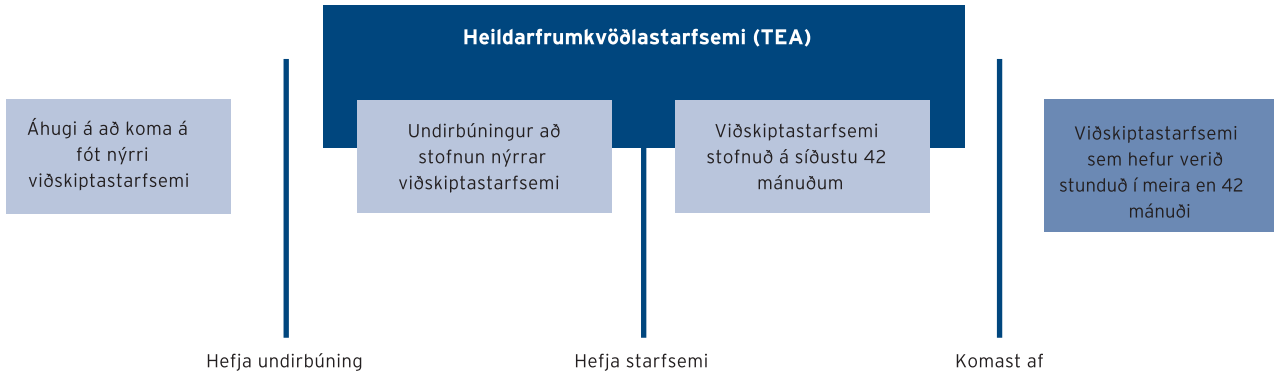 Heildarfrumkvöðlastarfsemi (TEA)
Áhugi á að koma á
fót nýrri
viðskiptastarfsemi
Undirbúningur að
stofnun nýrrar
viðskiptastarfsemi
Viðskiptastarfsemi
stofnuð á síðustu 42
mánuðum
Viðskiptastarfsemi
sem hefur verið
stunduð í meira en 42
mánuði
Hefja undirbúning
Hefja starfsemi
Komast af